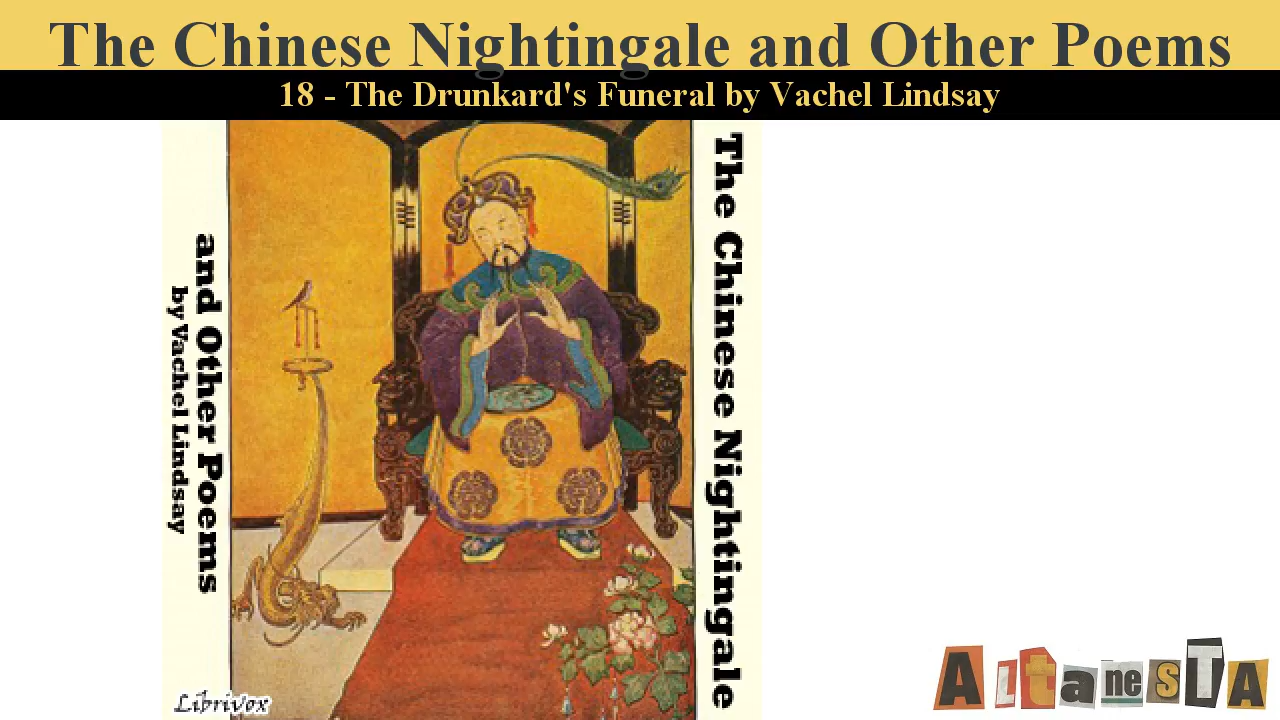 The Chinese Nightingale and Other Poems
18 - The Drunkard's Funeral by Vachel Lindsay
The Chinese Nightingale
and Other Poems
by Vachel Lindsay
Librivox
AltanesTA